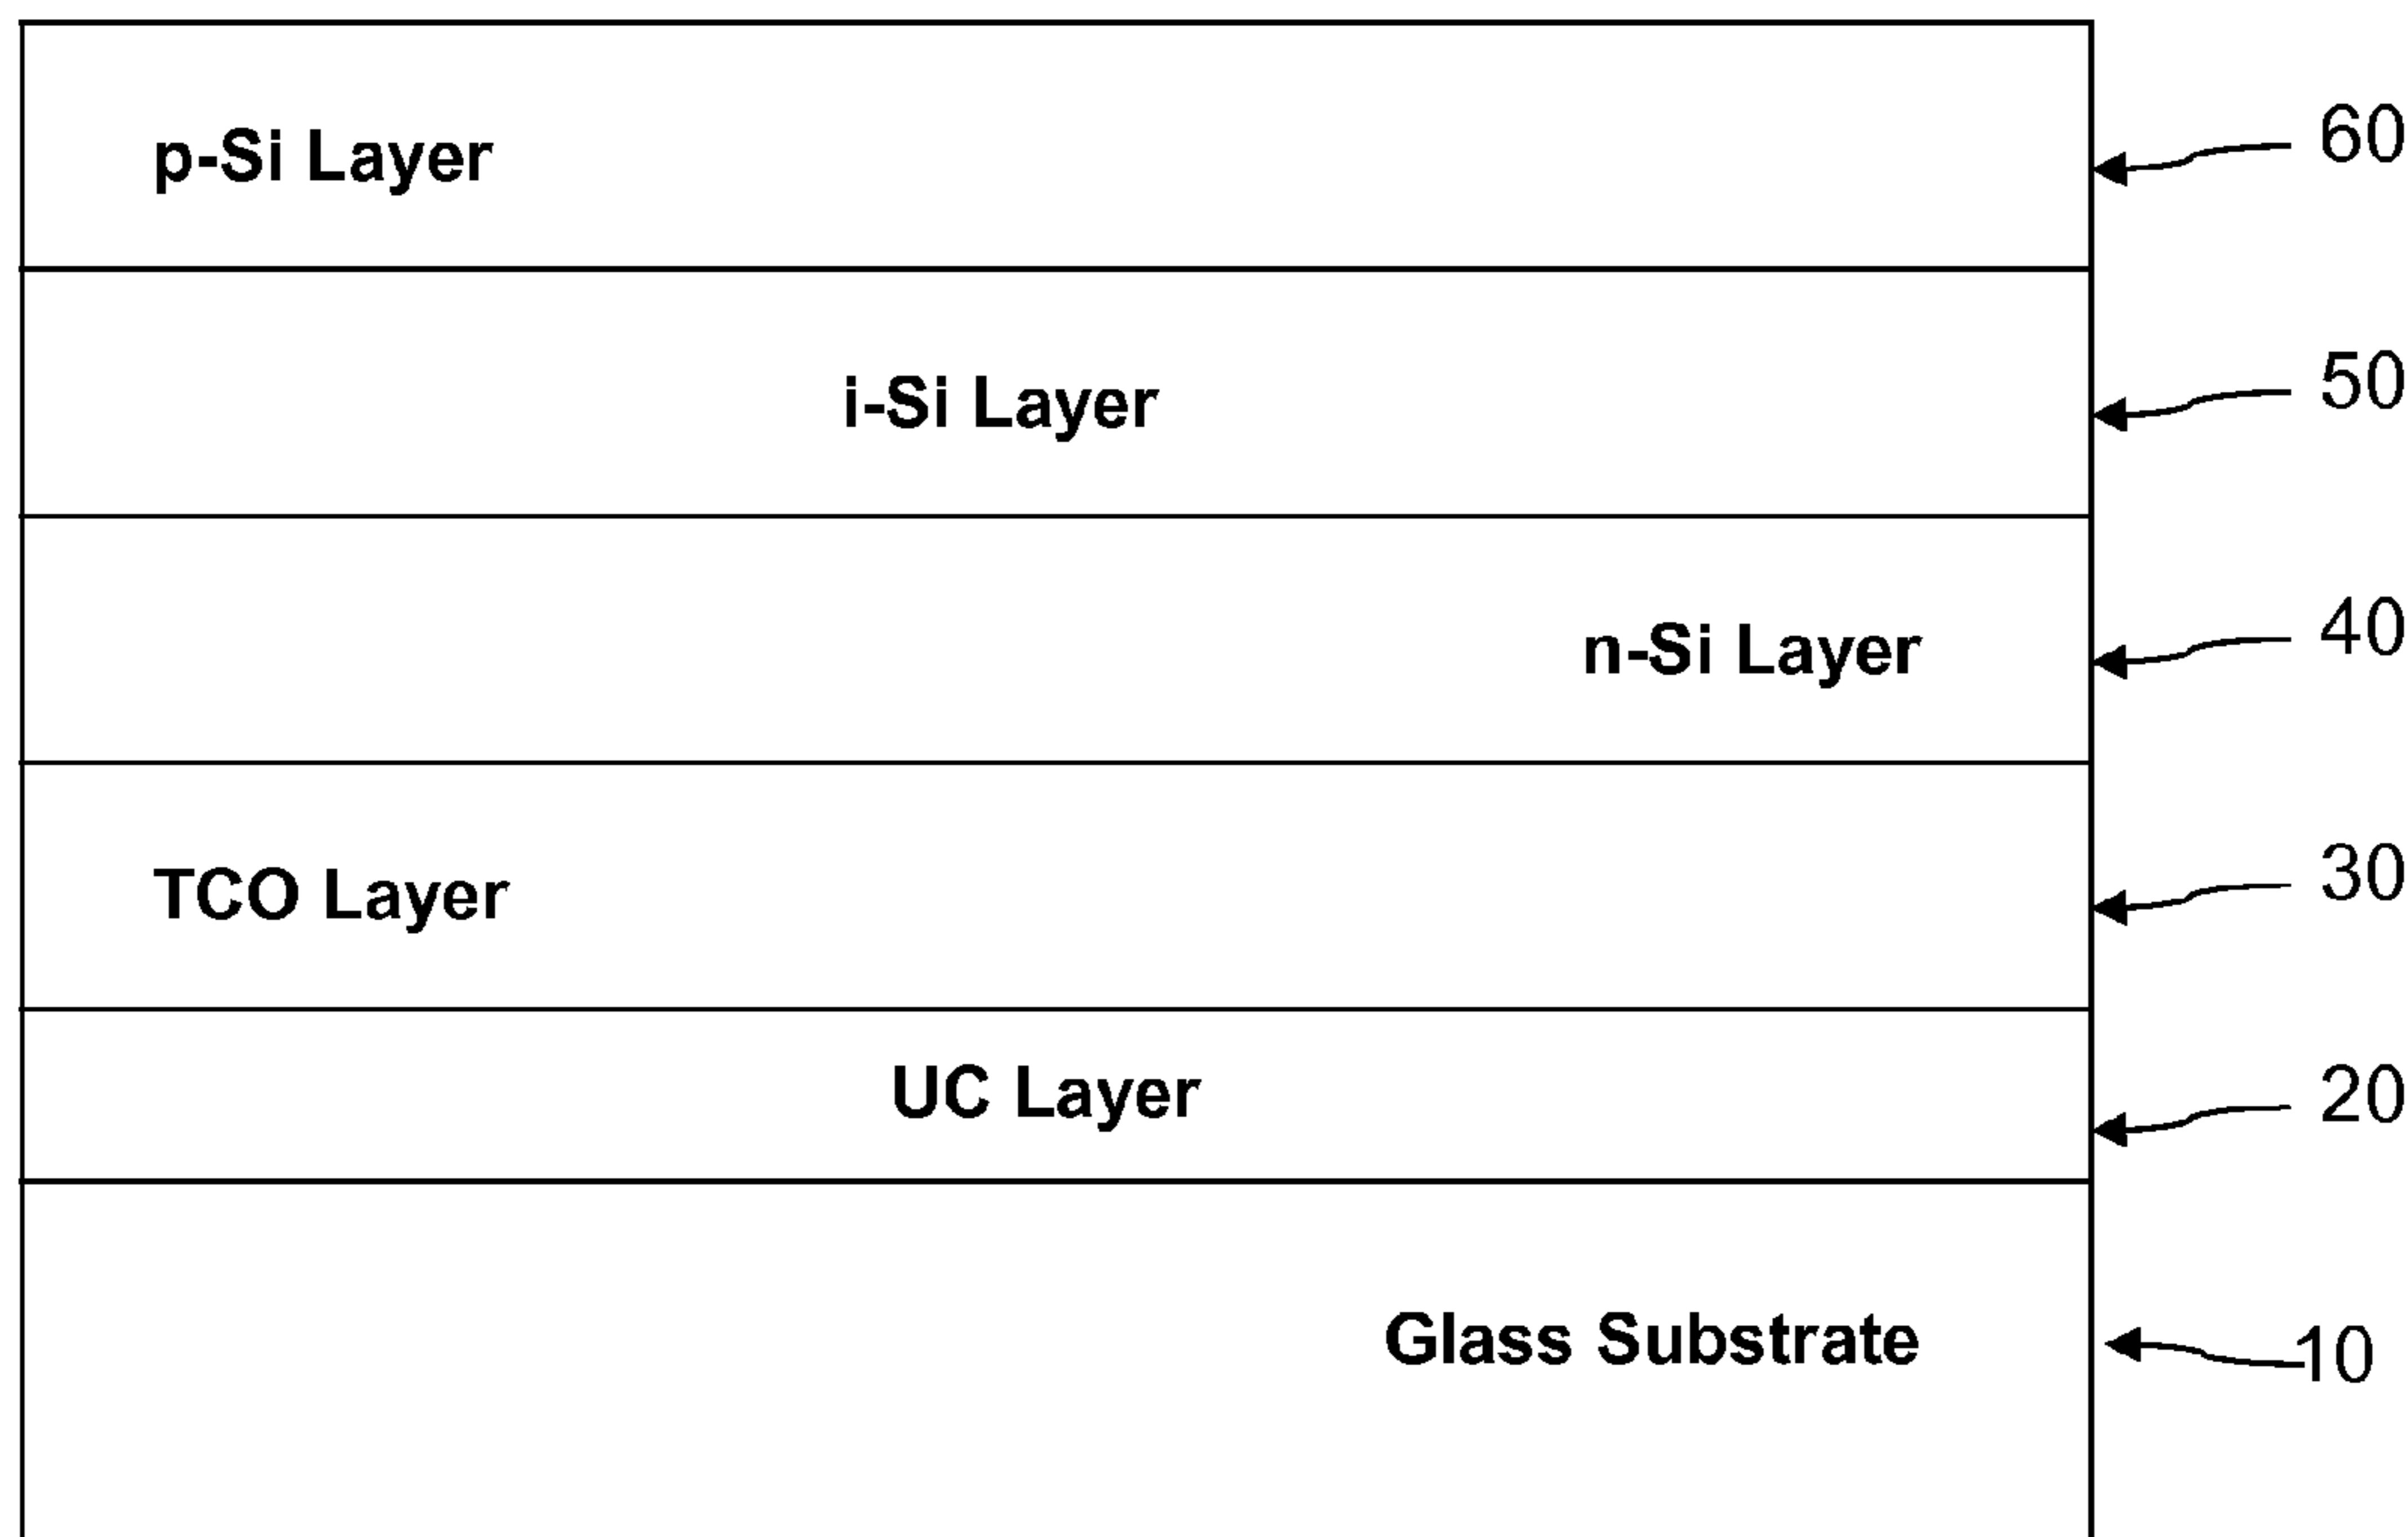 p-Si Layer 60
i-Si Layer 50
n-Si Layer 40
TCO Layer 30
UC Layer 20
Glass Substrate 10